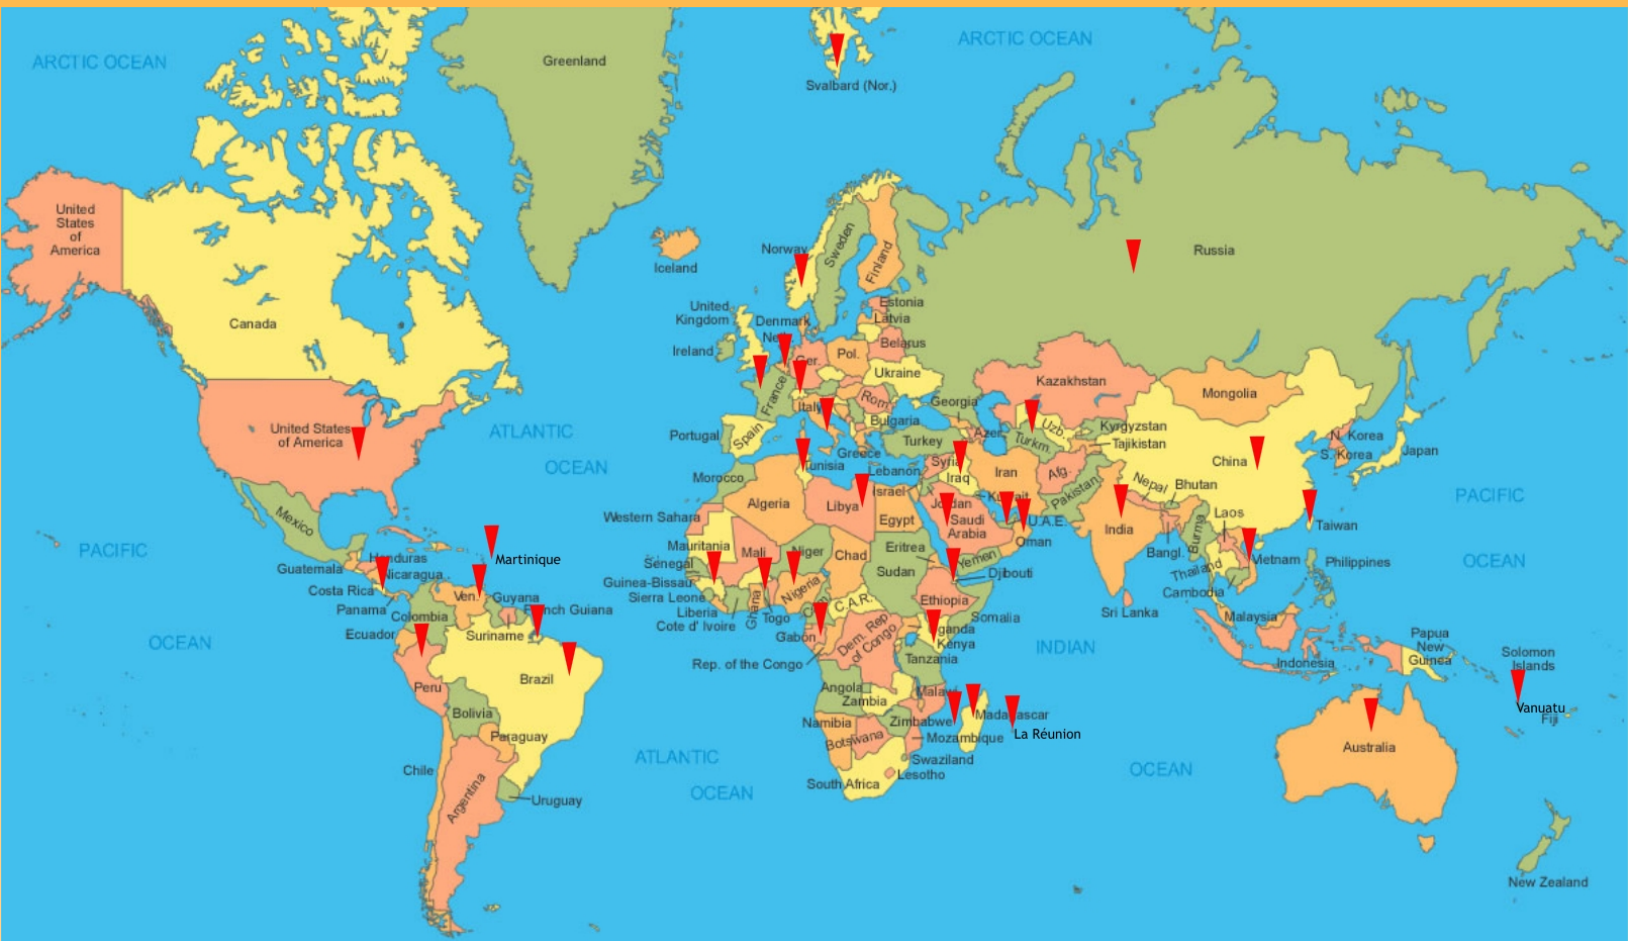 ARCTIC OCEAN
ARCTIC OCEAN
Greenland
Svalbard (Nor.)
United
States
of
America
Canada
Iceland
Norway
Sweden
Finland
Russia
Estonia
Latvia
Belarus
United
Kingdom
Denmark
Ireland
Ger.
Pol.
Ukraine
Kazakhstan
Mongolia
France
Italy
Rom.
Bulgaria
Georgia
Azer.
Uzb.
Turkm.
Kyrgyzstan
Tajikistan
United States
of America
ATLANTIC
OCEAN
Portugal
Spain
Greece
Turkey
Syria
Lebanon
Israel
Iraq
Iran
Afg.
Pakistan
China
N. Korea
S. Korea
Japan
Morocco
Tunisia
Algeria
Libya
Egypt
Jordan
Saudi
Arabia
Kuwait
U.A.E.
Oman
Nepal
Bhutan
India
Bangl.
Burma
Laos
Taiwan
PACIFIC
OCEAN
Mexico
Western Sahara
Mauritania
Mali
Niger
Chad
Sudan
Eritrea
Yemen
Djibouti
Thailand
Vietnam
Cambodia
Philippines
PACIFIC
OCEAN
Martinique
Honduras
Guatemala
Nicaragua
Costa Rica
Panama
Ven.
Guyana
French Guiana
Colombia
Suriname
Ecuador
Sénégal
Guinea-Bissau
Sierra Leone
Liberia
Cote d' Ivoire
Ghana
Togo
Nigeria
Cam.
C.A.R.
Ethiopia
Somalia
Sri Lanka
Malaysia
Gabon
Rep. of the Congo
Dem. Rep
of Congo
Uganda
Kenya
Tanzania
INDIAN
OCEAN
Indonesia
Papua
New
Guinea
Solomon
Islands
Vanuatu
Fiji
Peru
Brazil
Bolivia
Paraguay
Chile
Argentina
Uruguay
ATLANTIC
OCEAN
Angola
Zambia
Malawi
Namibia
Zimbabwe
Botswana
Mozambique
Madagascar
La Réunion
Swaziland
Lesotho
South Africa
Australia
New Zealand